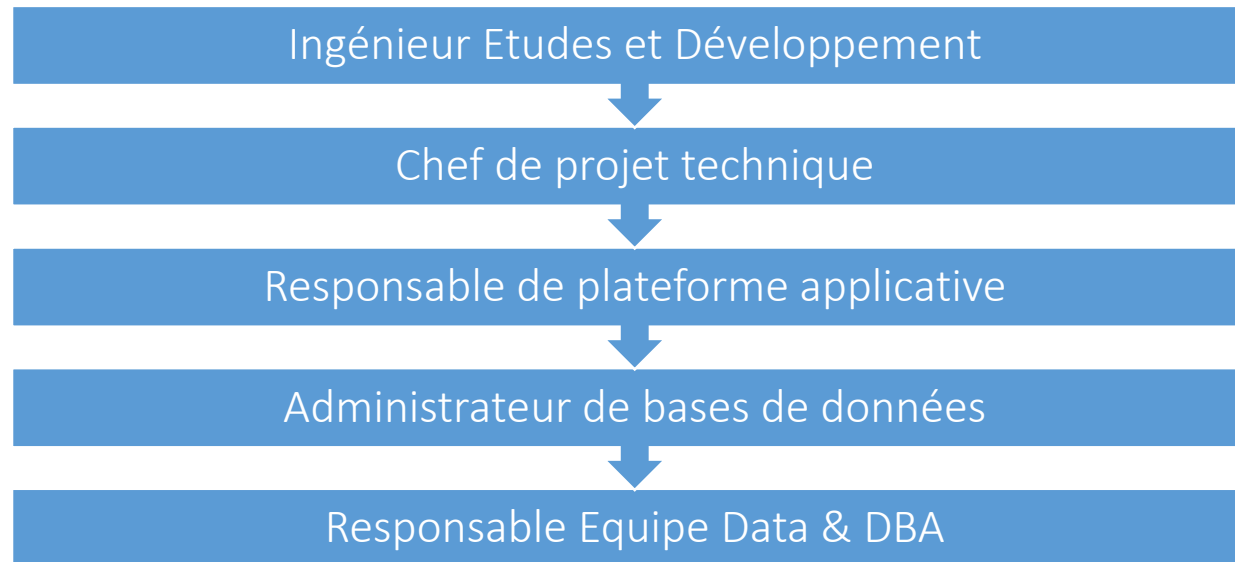 Ingénieur Etudes et Développement
Chef de projet technique
Responsable de plateforme applicative
Administrateur de bases de données
Responsable Equipe Data & DBA